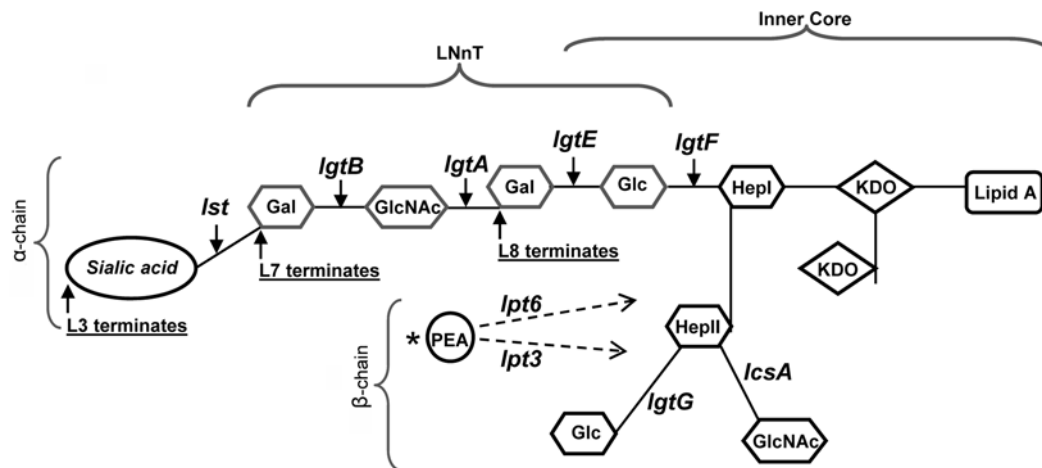 Inner Core
LNnT
lgtE
lgtF
lgtB
lgtA
lst
Gal
GlcNAc
Gal
Glc
HepI
KDO
Lipid A
α-chain
Sialic acid
L7 terminates
L8 terminates
KDO
L3 terminates
lpt6
* PEA
lpt3
HepII
lcsA
β-chain
lgtG
Glc
GlcNAc